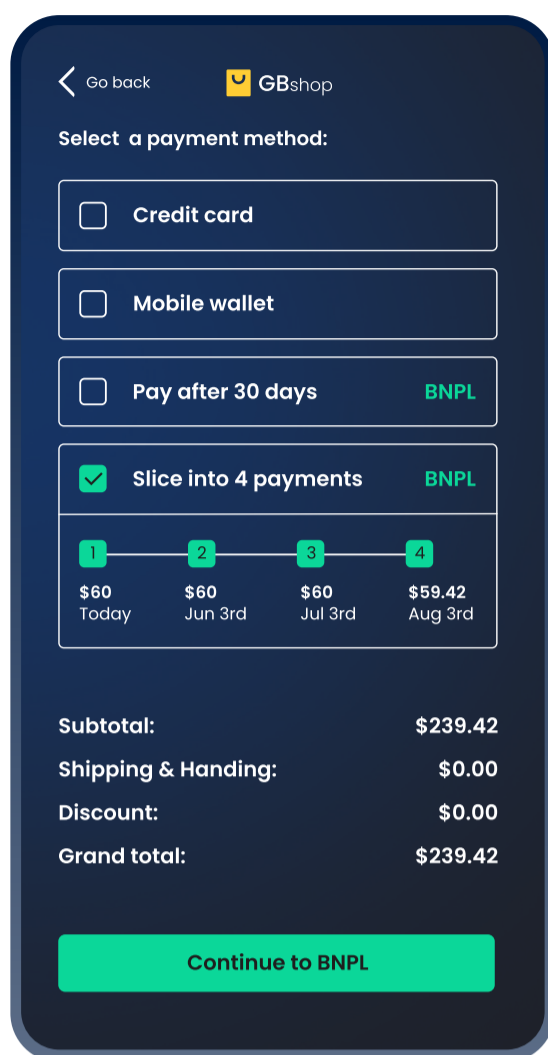 Go back
GBshop
Select a payment method:
Credit card
Mobile wallet
Pay after 30 days BNPL
Slice into 4 payments BNPL
1 2 3 4
$60 $60 $60 $59.42
Today Jun 3rd Jul 3rd Aug 3rd
Subtotal: $239.42
Shipping & Handing: $0.00
Discount: $0.00
Grand total: $239.42
Continue to BNPL